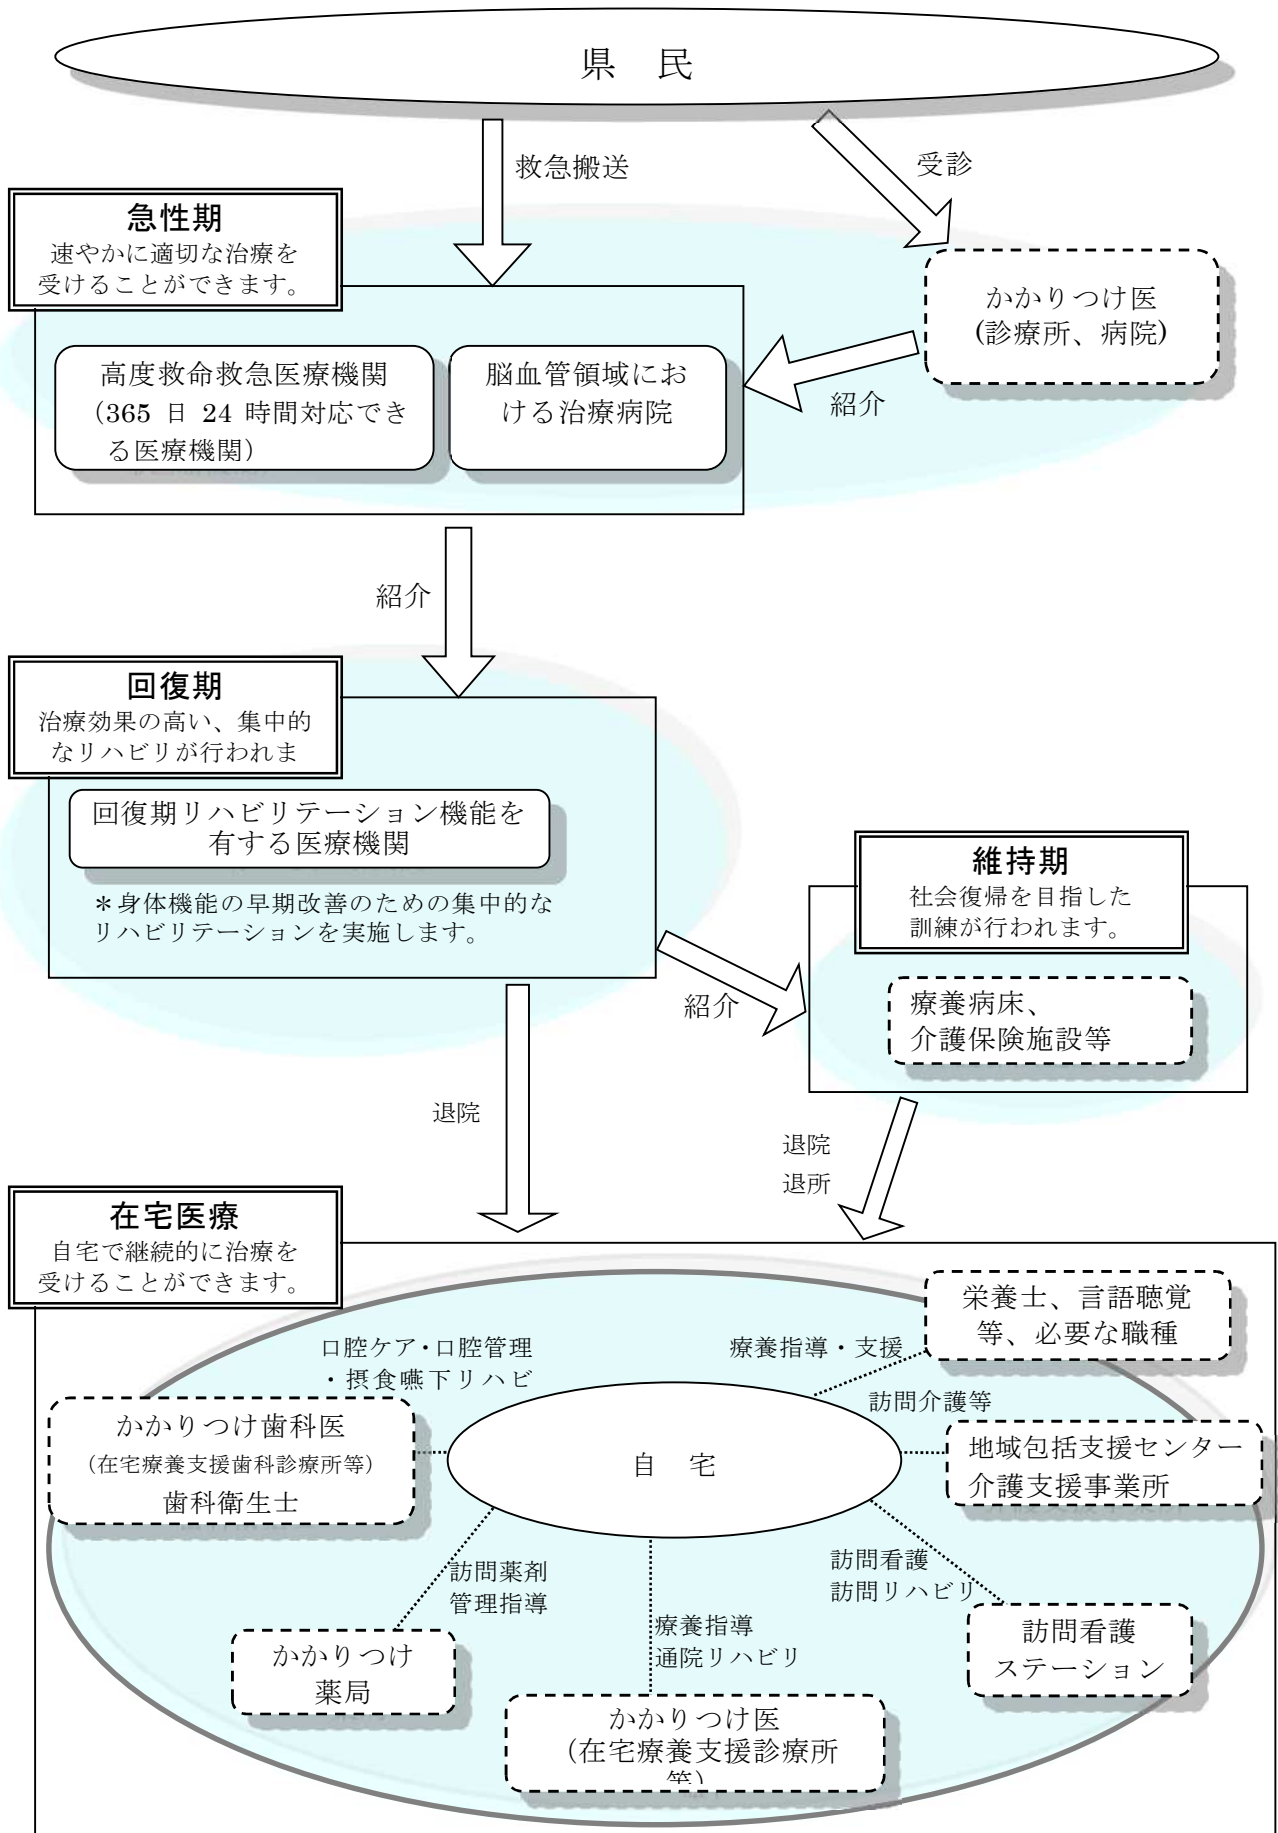 県　民
救急搬送
受診
急性期
速やかに適切な治療を
受けることができます。
かかりつけ医
(診療所、病院)
高度救命救急医療機関
（365 日 24 時間対応でき
る医療機関）
脳血管領域にお
ける治療病院
紹介
紹介
回復期
治療効果の高い、集中的
なリハビリが行われま
回復期リハビリテーション機能を
有する医療機関
＊身体機能の早期改善のための集中的な
リハビリテーションを実施します。
維持期
社会復帰を目指した
訓練が行われます。
紹介
療養病床、
介護保険施設等
退院
退院
退所
在宅医療
自宅で継続的に治療を
受けることができます。
栄養士、言語聴覚
等、必要な職種
口腔ケア・口腔管理
・摂食嚥下リハビ
療養指導・支援
訪問介護等
かかりつけ歯科医
（在宅療養支援歯科診療所等）
歯科衛生士
自　宅
地域包括支援センター
介護支援事業所
訪問薬剤
管理指導
訪問看護
訪問リハビリ
療養指導
通院リハビリ
かかりつけ
薬局
訪問看護
ステーション
かかりつけ医
（在宅療養支援診療所
等）